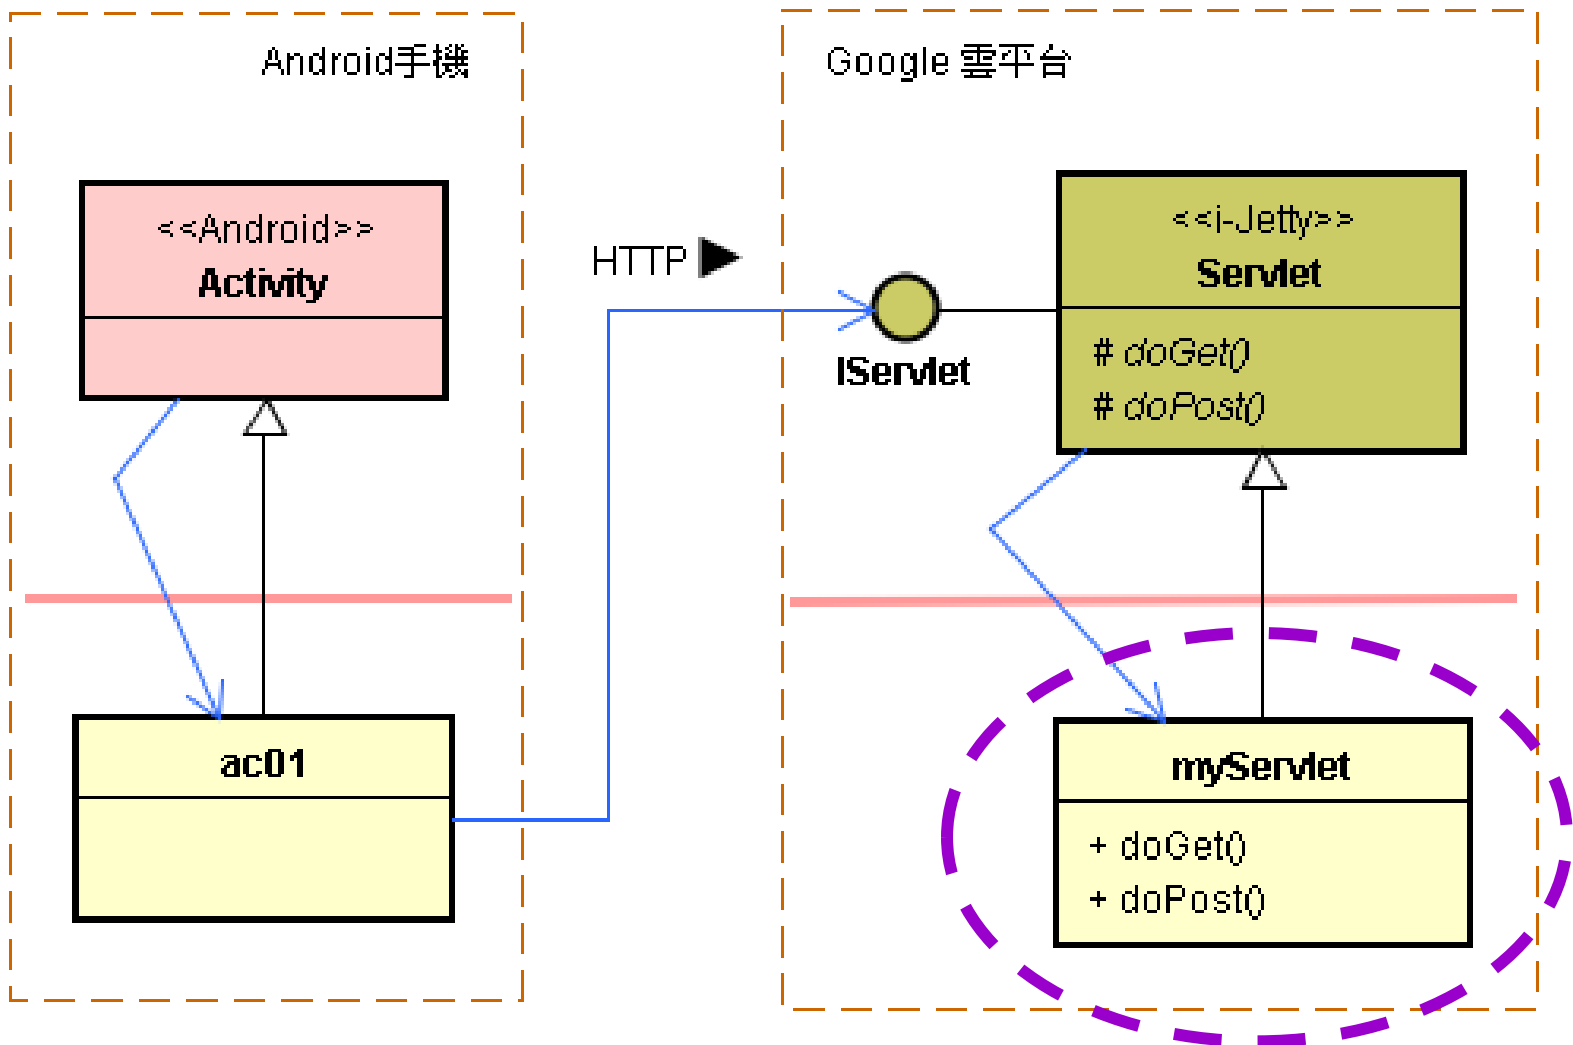 Android手機
<<Android>>
Activity
ac01
HTTP
Google 雲平台
<<i-Jetty>>
Servlet
# doGet()
# doPost()
IServlet
myServlet
+ doGet()
+ doPost()